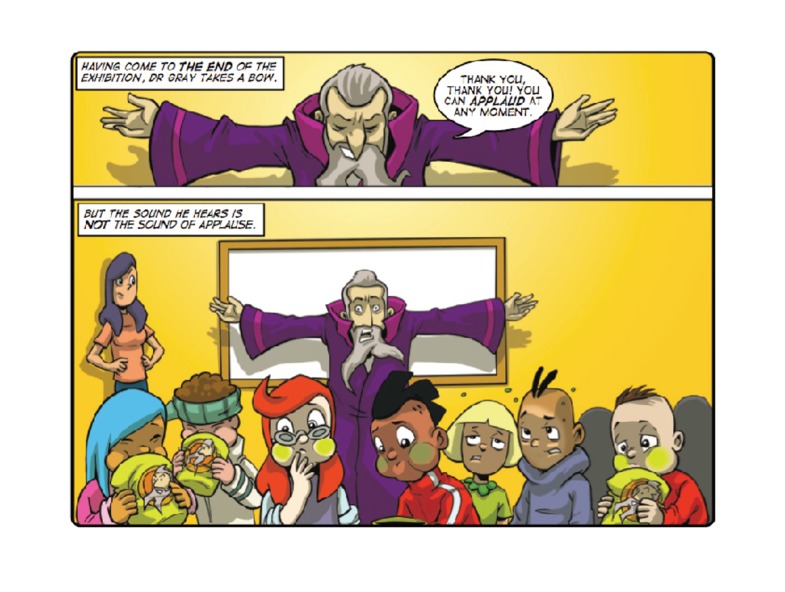 HAVING COME TO THE END OF THE
EXHIBITION, DR GRAY TAKES A BOW.
THANK YOU,
THANK YOU! YOU
CAN APPLAUD AT
ANY MOMENT.
BUT THE SOUND HE HEARS IS
NOT THE SOUND OF APPLAUSE.